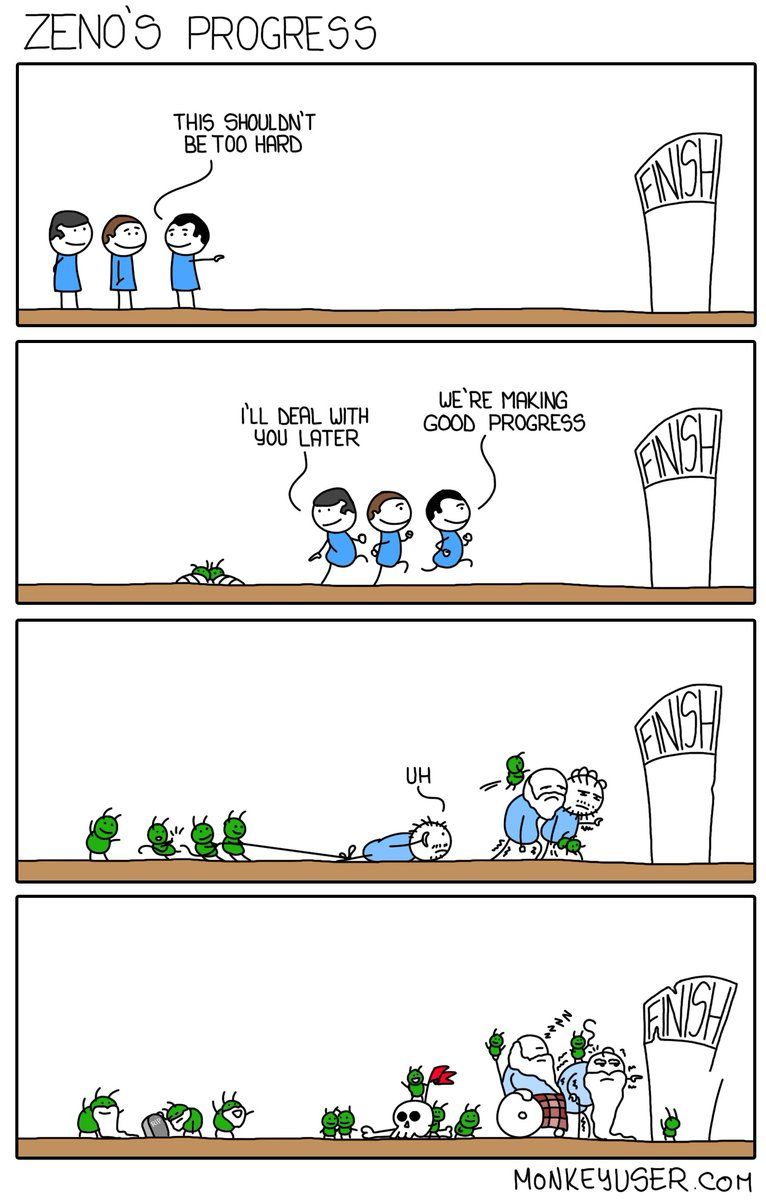 ZENO'S PROGRESS
THIS SHOULDN'T
BE TOO HARD
FINISH
I'LL DEAL WITH
YOU LATER
WE'RE MAKING
GOOD PROGRESS
FINISH
UH
FINISH
ZZZZ
FINISH
MONKEYUSER.COM